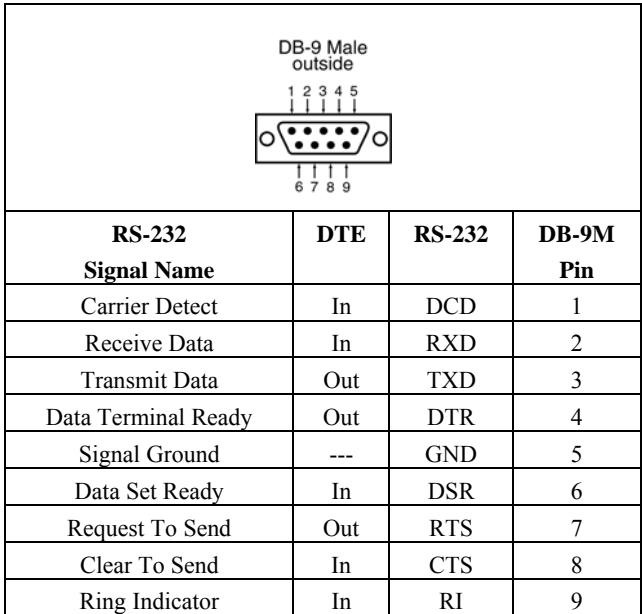 DB-9 Male
outside
1 2 3 4 5
6 7 8 9
RS-232 DTE RS-232 DB-9M
Signal Name Pin
Carrier Detect In DCD 1
Receive Data In RXD 2
Transmit Data Out TXD 3
Data Terminal Ready Out DTR 4
Signal Ground --- GND 5
Data Set Ready In DSR 6
Request To Send Out RTS 7
Clear To Send In CTS 8
Ring Indicator In RI 9